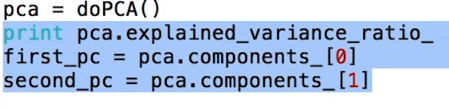 pca = doPCA()
print pca.explained_variance_ratio_
first_pc = pca.components_[0]
second_pc = pca.components_[1]